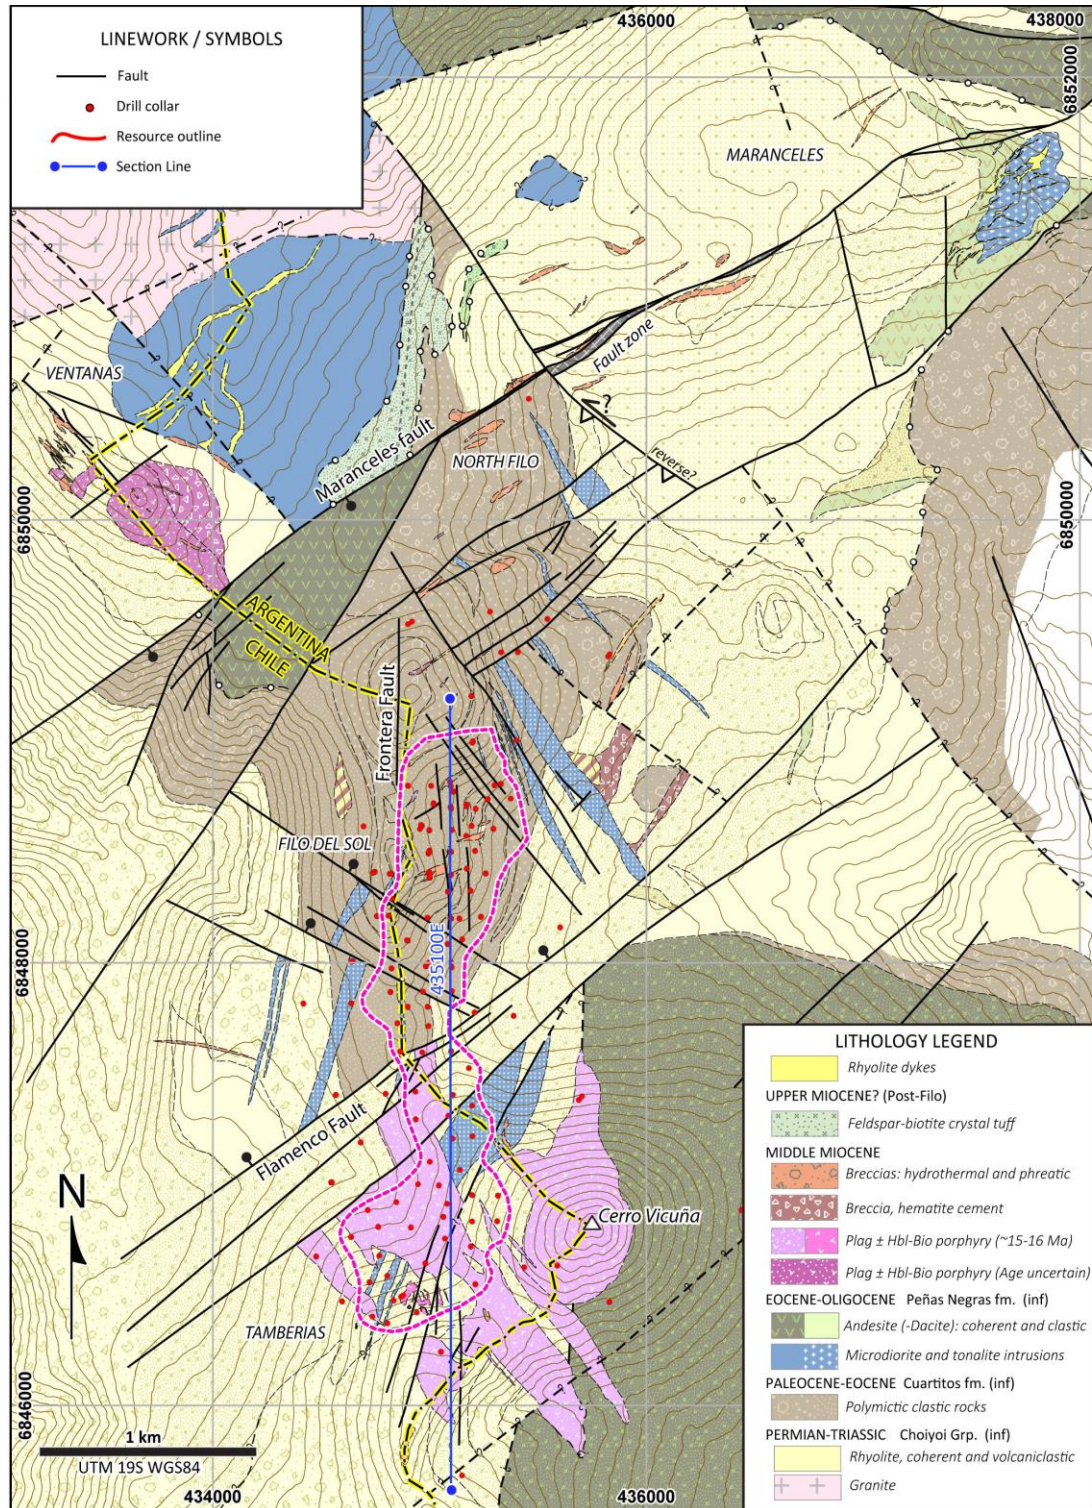 LINEWORK / SYMBOLS
Fault
Drill collar
Resource outline
Section Line
436000
438000
6852000
MARANCELES
Fault zone
VENTANAS
?
Maranceles fault
NORTH FILO
reverse?
6850000
6850000
ARGENTINA
CHILE
Frontera Fault
FILO DEL SOL
435100E
6848000
Flamenco Fault
N
Cerro Vicuña
TAMBERIAS
6846000
1 km
UTM 19S WGS84
434000
436000
LITHOLOGY LEGEND
Rhyolite dykes
UPPER MIOCENE? (Post-Filo)
Feldspar-biotite crystal tuff
MIDDLE MIOCENE
Breccias: hydrothermal and phreatic
Breccia, hematite cement
Plag ± Hbl-Bio porphyry (~15-16 Ma)
Plag ± Hbl-Bio porphyry (Age uncertain)
EOCENE-OLIGOCENE Peñas Negras fm. (inf)
Andesite (-Dacite): coherent and clastic
Microdiorite and tonalite intrusions
PALEOCENE-EOCENE Cuartitos fm. (inf)
Polymictic clastic rocks
PERMIAN-TRIASSIC Choiyoi Grp. (inf)
Rhyolite, coherent and volcaniclastic
Granite